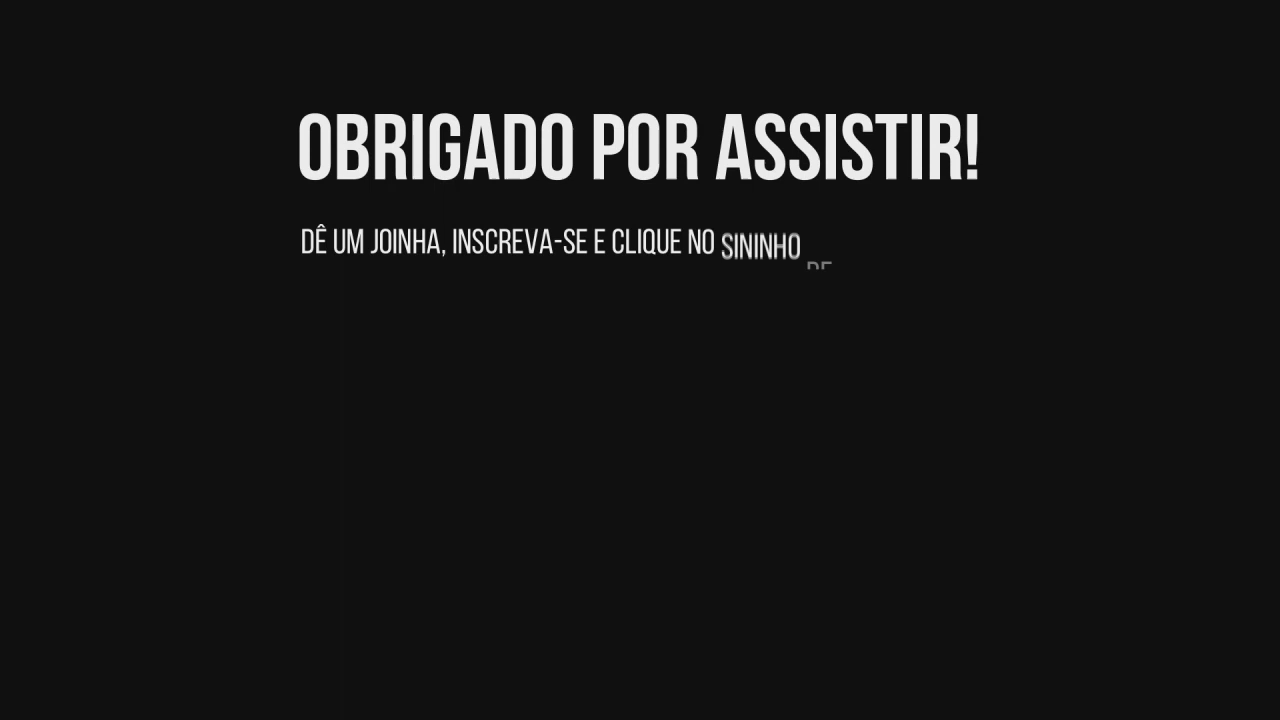 OBRIGADO POR ASSISTIR!
DÊ UM JOINHA, INSCREVA-SE E CLIQUE NO SININHO